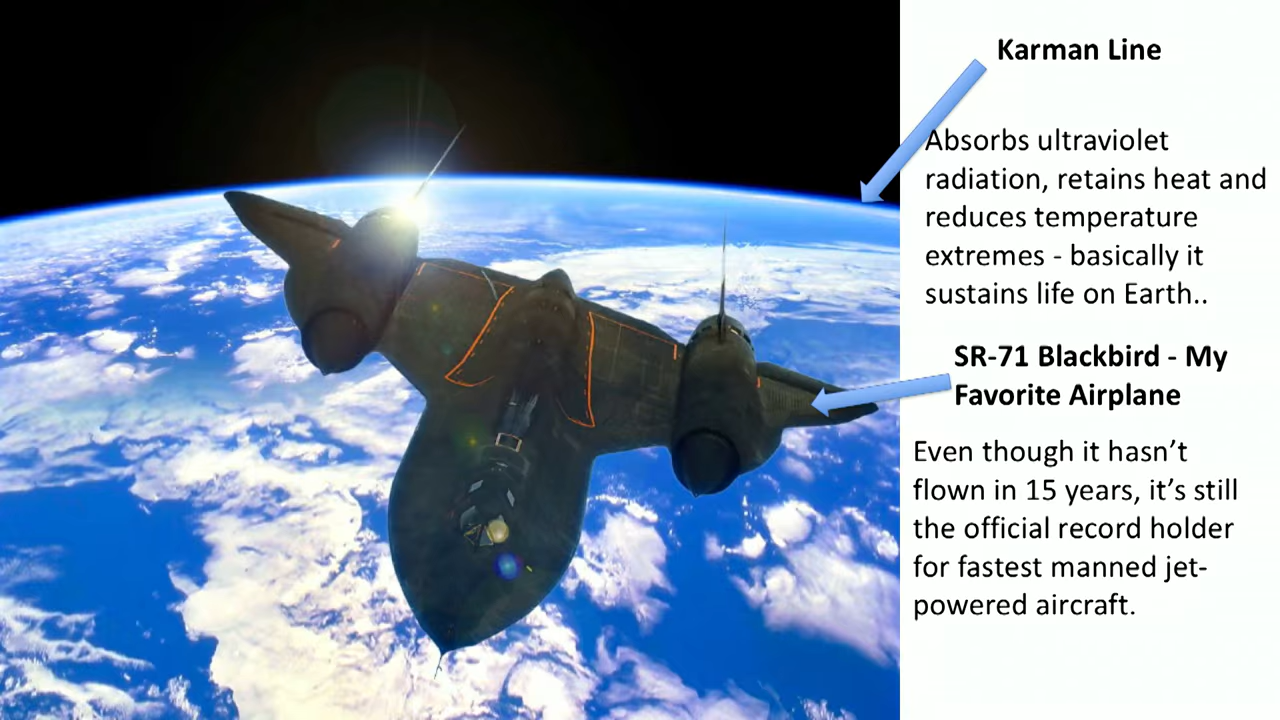 Karman Line
Absorbs ultraviolet
radiation, retains heat and
reduces temperature
extremes - basically it
sustains life on Earth..
SR-71 Blackbird - My
Favorite Airplane
Even though it hasn’t
flown in 15 years, it’s still
the official record holder
for fastest manned jet-
powered aircraft.